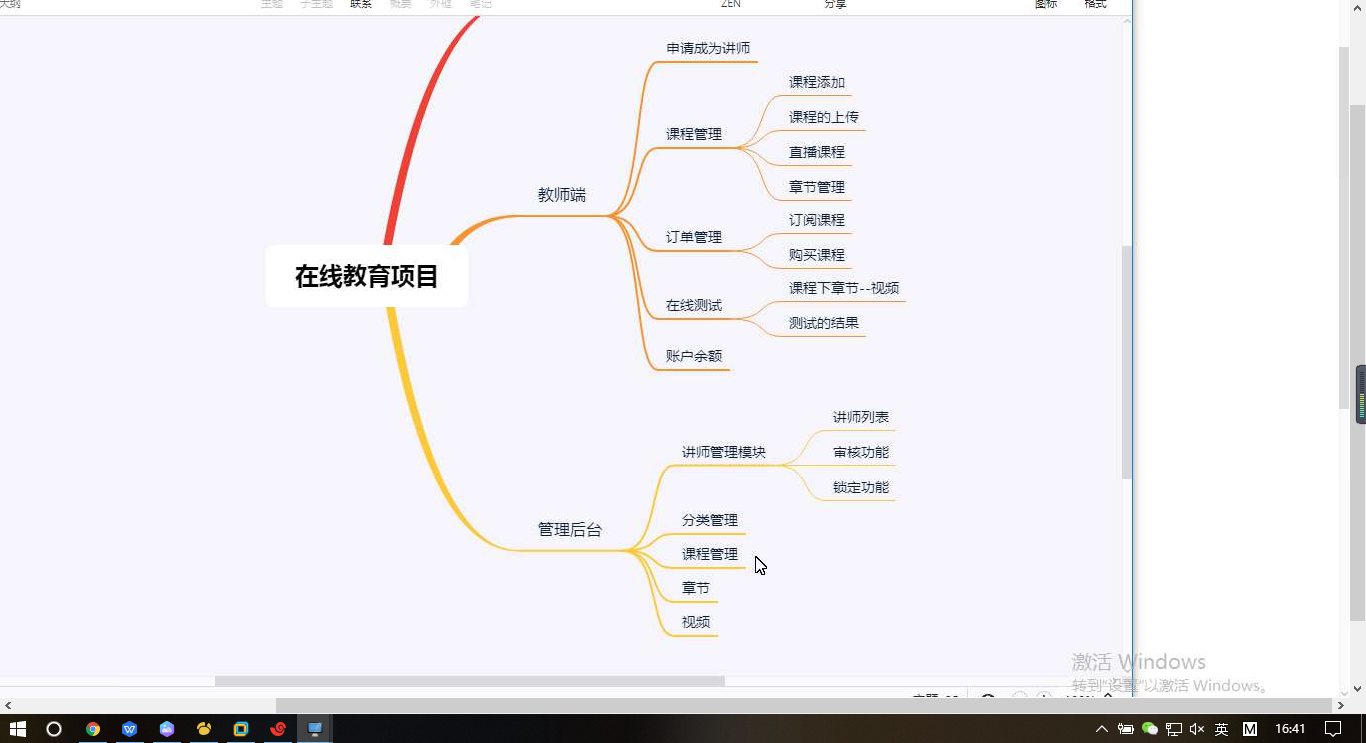 大纲
主题
子主题
联系
概要
外框
笔记
ZEN
分享
图标
格式
申请成为讲师
课程添加
课程的上传
课程管理
直播课程
章节管理
教师端
订阅课程
订单管理
购买课程
在线教育项目
课程下章节--视频
在线测试
测试的结果
账户余额
讲师列表
讲师管理模块
审核功能
锁定功能
分类管理
管理后台
课程管理
章节
视频
激活 Windows
转到"设置"以激活 Windows。
英
M
16:41